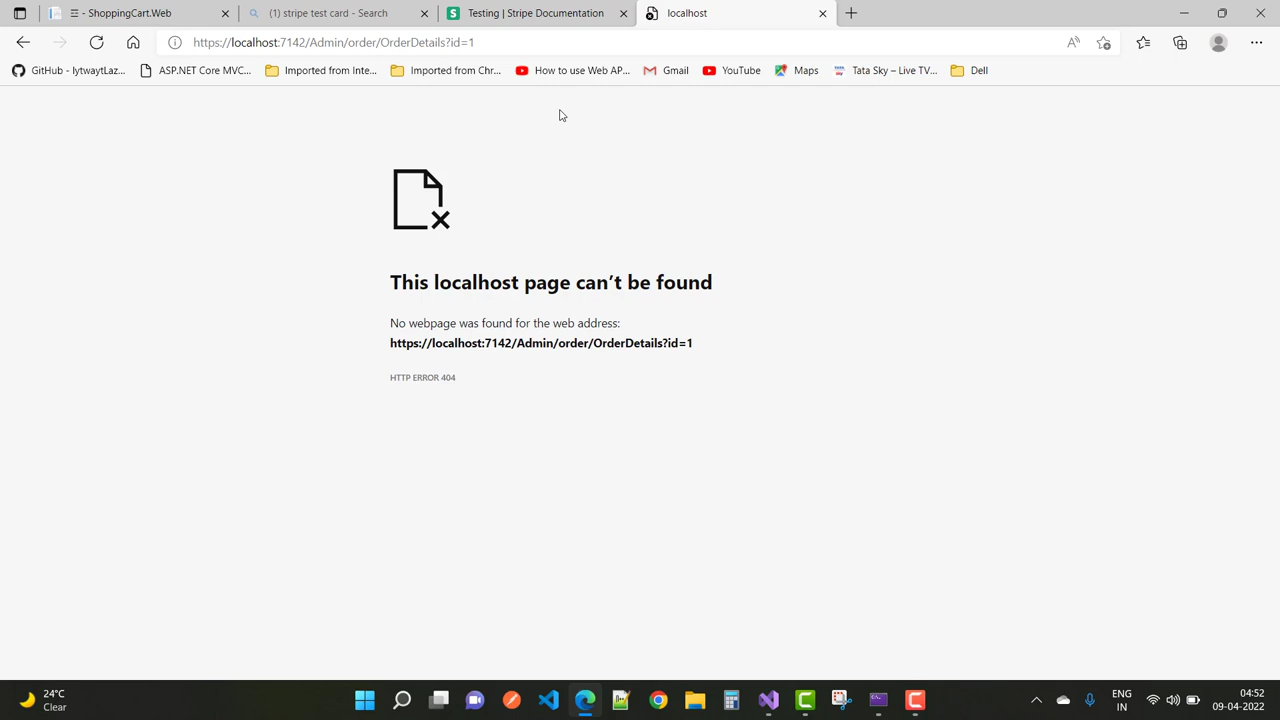 ☰ - ShoppingCart.Web
(1) stripe test card - Search
Testing | Stripe Documentation
localhost
https://localhost:7142/Admin/order/OrderDetails?id=1
GitHub - lytwaytLaz...
ASP.NET Core MVC...
Imported from Inte...
Imported from Chr...
How to use Web AP...
Gmail
YouTube
Maps
Tata Sky – Live TV...
Dell
This localhost page can’t be found
No webpage was found for the web address:
https://localhost:7142/Admin/order/OrderDetails?id=1
HTTP ERROR 404
24°C
Clear
ENG
IN
04:52
09-04-2022